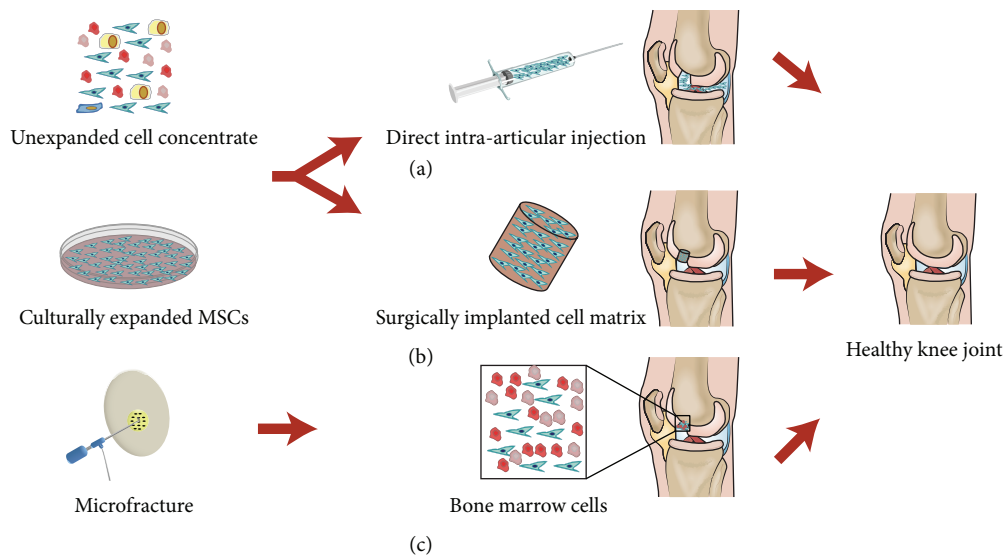 Unexpanded cell concentrate
Direct intra-articular injection
(a)
Culturally expanded MSCs
Surgically implanted cell matrix
(b)
Healthy knee joint
Microfracture
Bone marrow cells
(c)